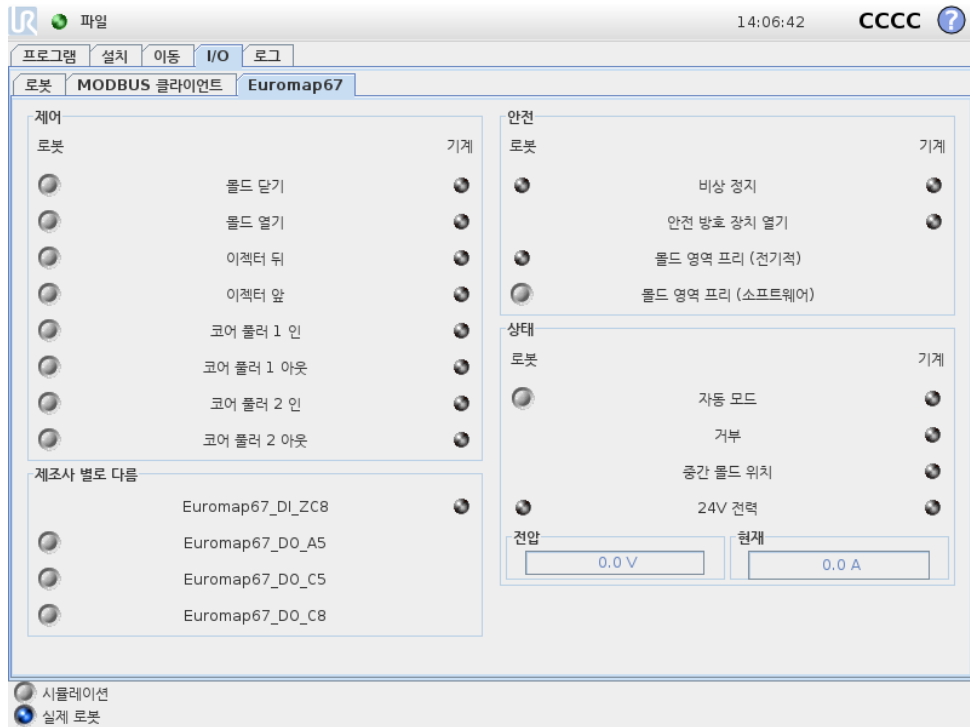 UR 파일 14:06:42 CCCC ?
프로그램 설치 이동 I/O 로그
로봇 MODBUS 클라이언트 Euromap67
제어
로봇 기계
몰드 닫기
몰드 열기
이젝터 뒤
이젝터 앞
코어 풀러 1 인
코어 풀러 1 아웃
코어 풀러 2 인
코어 풀러 2 아웃
제조사 별로 다름
Euromap67_DI_ZC8
Euromap67_DO_A5
Euromap67_DO_C5
Euromap67_DO_C8
안전
로봇 기계
비상 정지
안전 방호 장치 열기
몰드 영역 프리 (전기적)
몰드 영역 프리 (소프트웨어)
상태
로봇 기계
자동 모드
거부
중간 몰드 위치
24V 전력
전압 현재
0.0 V 0.0 A
시뮬레이션
실제 로봇